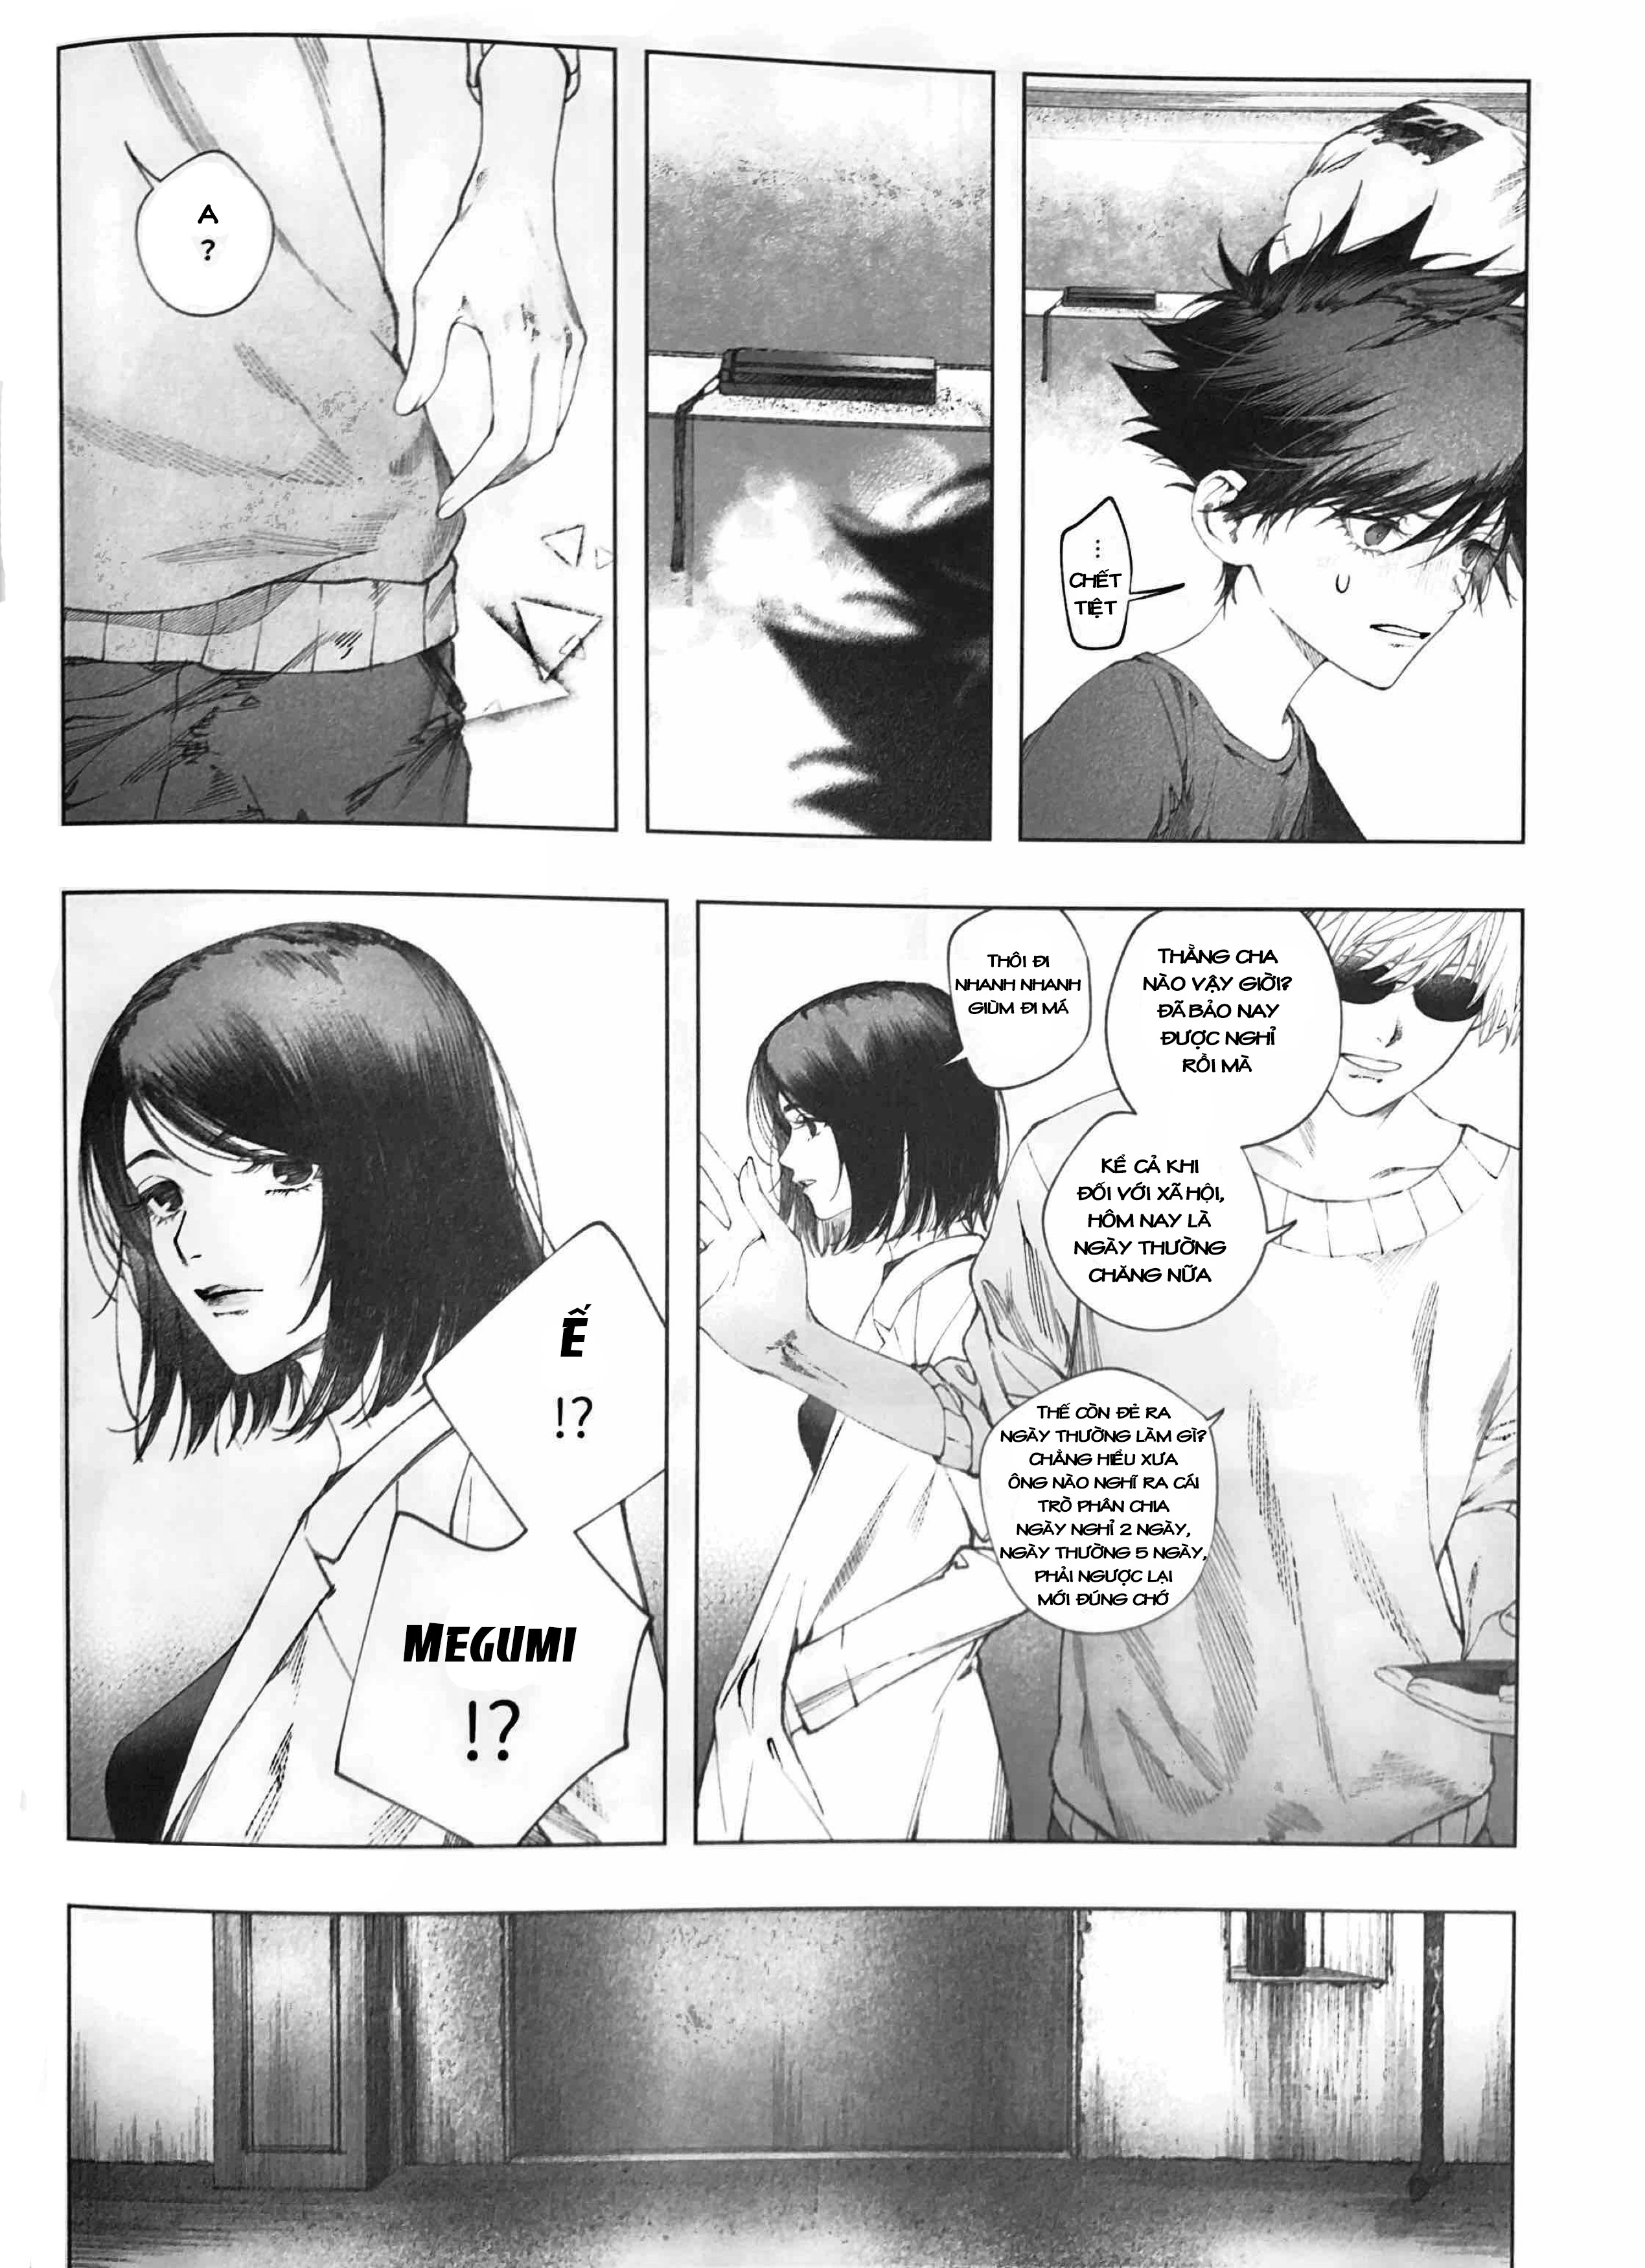 …
CHẾT
TIỆT
A
?
THẰNG CHA
NÀO VẬY GIỜI?
ĐÃ BẢO NAY
ĐƯỢC NGHỈ
RỒI MÀ
THÔI ĐI
NHANH NHANH
GIÙM ĐI MÁ
KỂ CẢ KHI
ĐỐI VỚI XÃ HỘI,
HÔM NAY LÀ
NGÀY THƯỜNG
CHĂNG NỮA
THẾ CÒN ĐẺ RA
NGÀY THƯỜNG LÀM GÌ?
CHẲNG HIỂU XƯA
ÔNG NÀO NGHĨ RA CÁI
TRÒ PHÂN CHIA
NGÀY NGHỈ 2 NGÀY,
NGÀY THƯỜNG 5 NGÀY,
PHẢI NGƯỢC LẠI
MỚI ĐÚNG CHỚ
Ế
!?
MEGUMI
!?